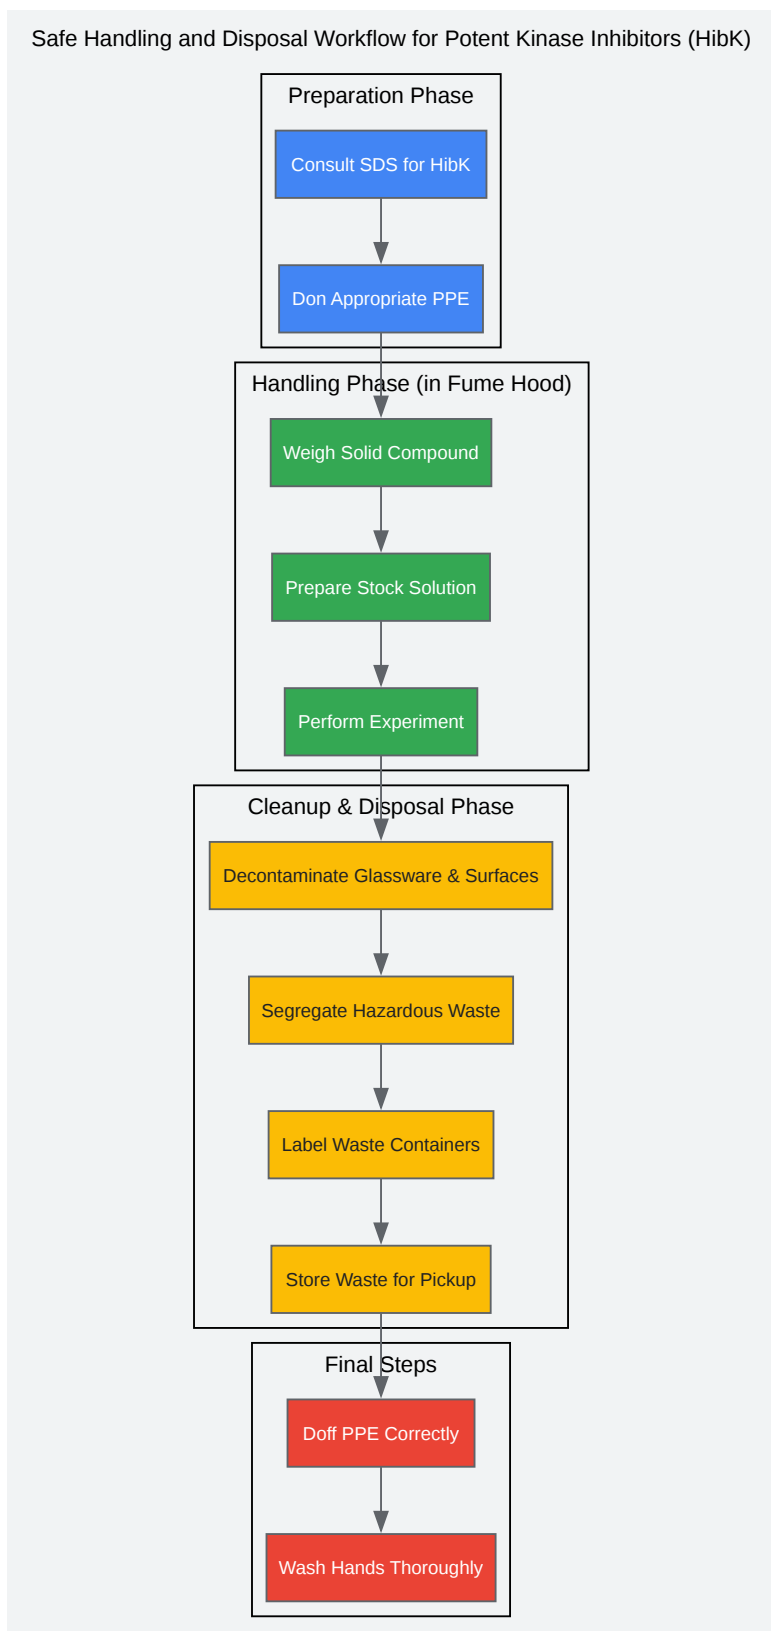 Safe Handling and Disposal Workflow for Potent Kinase Inhibitors (HibK)
Preparation Phase
Consult SDS for HibK
Don Appropriate PPE
Handling Phase (in Fume Hood)
Weigh Solid Compound
Prepare Stock Solution
Perform Experiment
Cleanup & Disposal Phase
Decontaminate Glassware & Surfaces
Segregate Hazardous Waste
Label Waste Containers
Store Waste for Pickup
Final Steps
Doff PPE Correctly
Wash Hands Thoroughly